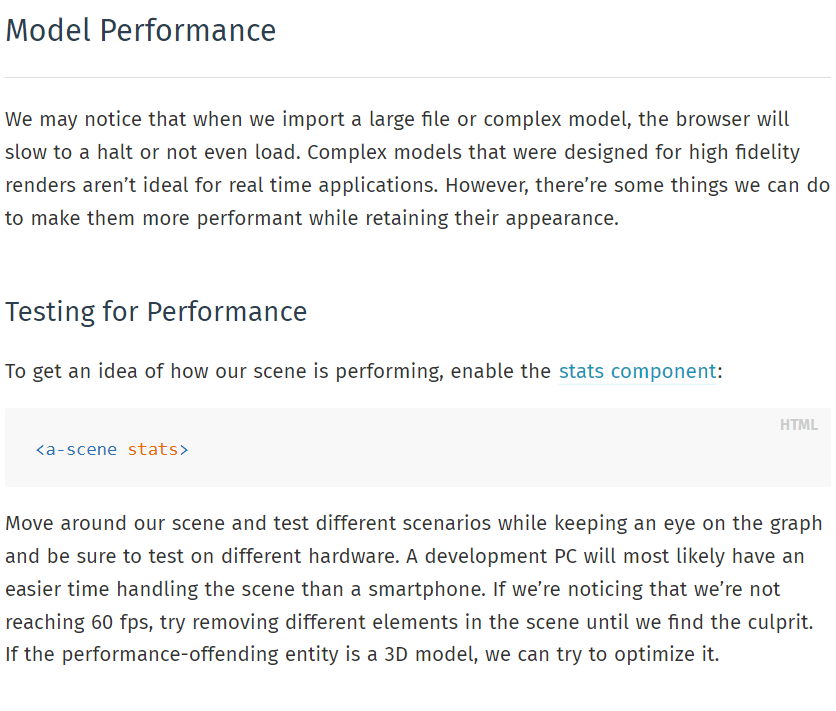 Model Performance
We may notice that when we import a large file or complex model, the browser will
slow to a halt or not even load. Complex models that were designed for high fidelity
renders aren’t ideal for real time applications. However, there’re some things we can do
to make them more performant while retaining their appearance.
Testing for Performance
To get an idea of how our scene is performing, enable the stats component:
HTML
<a-scene stats>
Move around our scene and test different scenarios while keeping an eye on the graph
and be sure to test on different hardware. A development PC will most likely have an
easier time handling the scene than a smartphone. If we’re noticing that we’re not
reaching 60 fps, try removing different elements in the scene until we find the culprit.
If the performance-offending entity is a 3D model, we can try to optimize it.